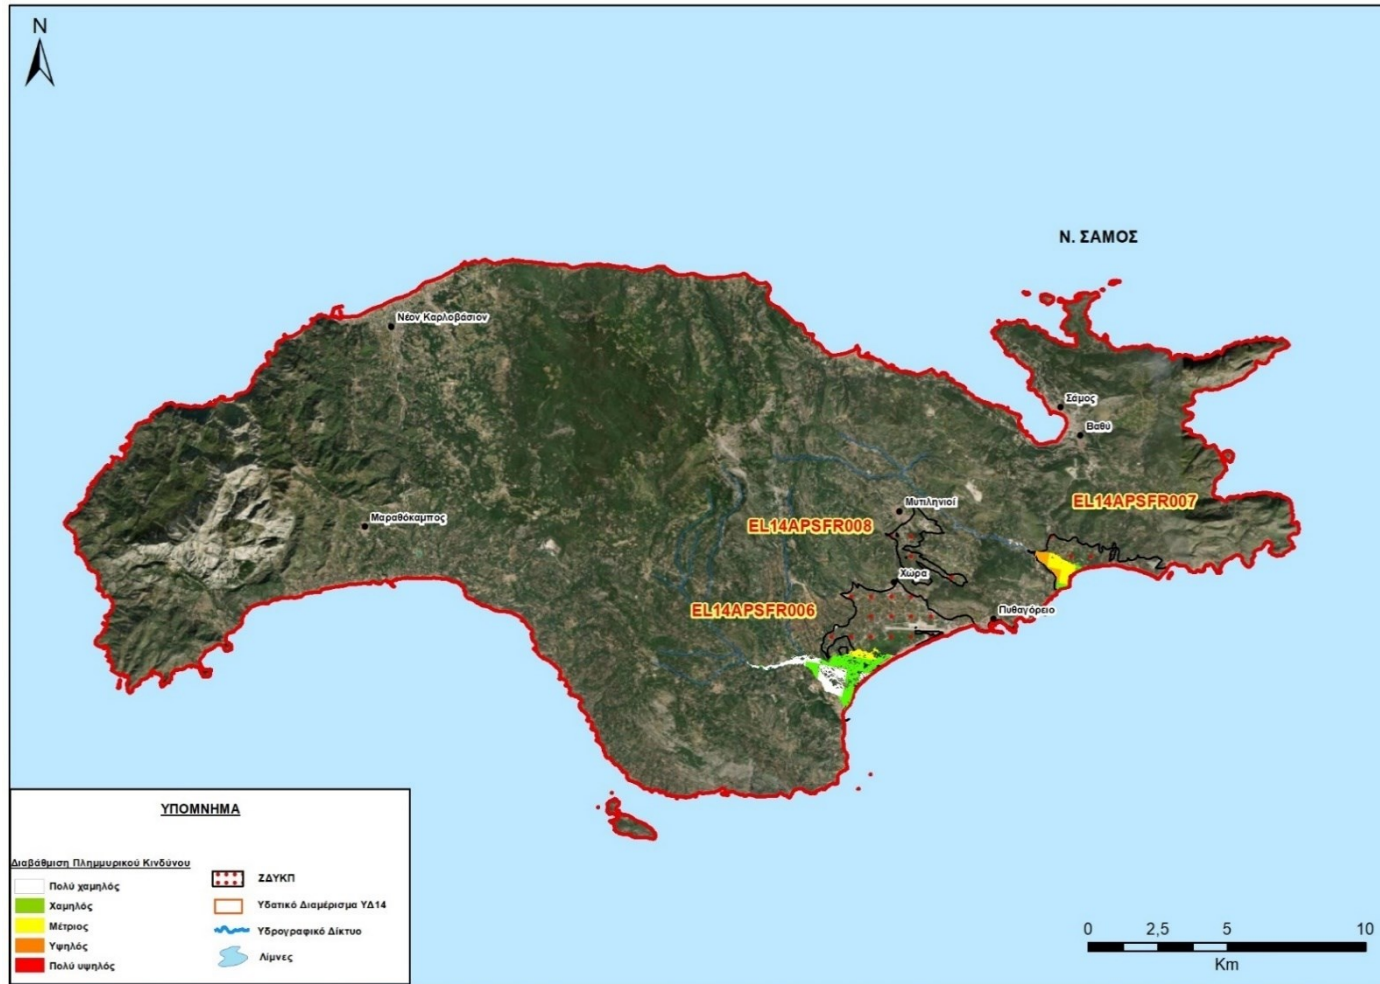 N
Ν. ΣΑΜΟΣ
Νέον Καρλοβάσιον
Σάμος
Βαθύ
Μυτιληνιοί
EL14APSFR007
Μαραθόκαμπος
EL14APSFR008
Χώρα
EL14APSFR006
Πυθαγόρειο
ΥΠΟΜΝΗΜΑ
Διαβάθμιση Πλημμυρικού Κινδύνου
Πολύ χαμηλός
Χαμηλός
Μέτριος
Υψηλός
Πολύ υψηλός
ΖΔΥΚΠ
Υδατικό Διαμέρισμα ΥΔ14
Υδρογραφικό Δίκτυο
Λίμνες
0 2,5 5 10
Km